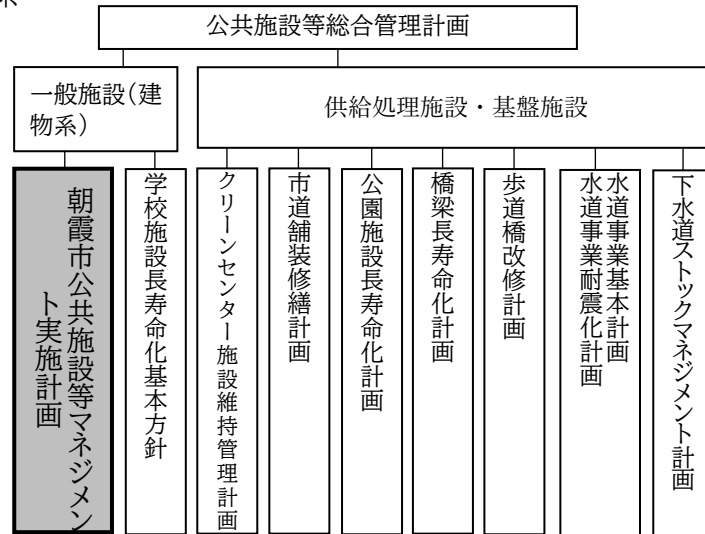 公共施設等総合管理計画
一般施設(建
物系)
供給処理施設・基盤施設
朝霞市公共施設等マネジメン
ト実施計画
学校施設長寿命化基本方針
クリーンセンター施設維持管理計画
市道舗装修繕計画
公園施設長寿命化計画
橋梁長寿命化計画
歩道橋改修計画
水道事業基本計画
水道事業耐震化計画
下水道ストックマネジメント計画